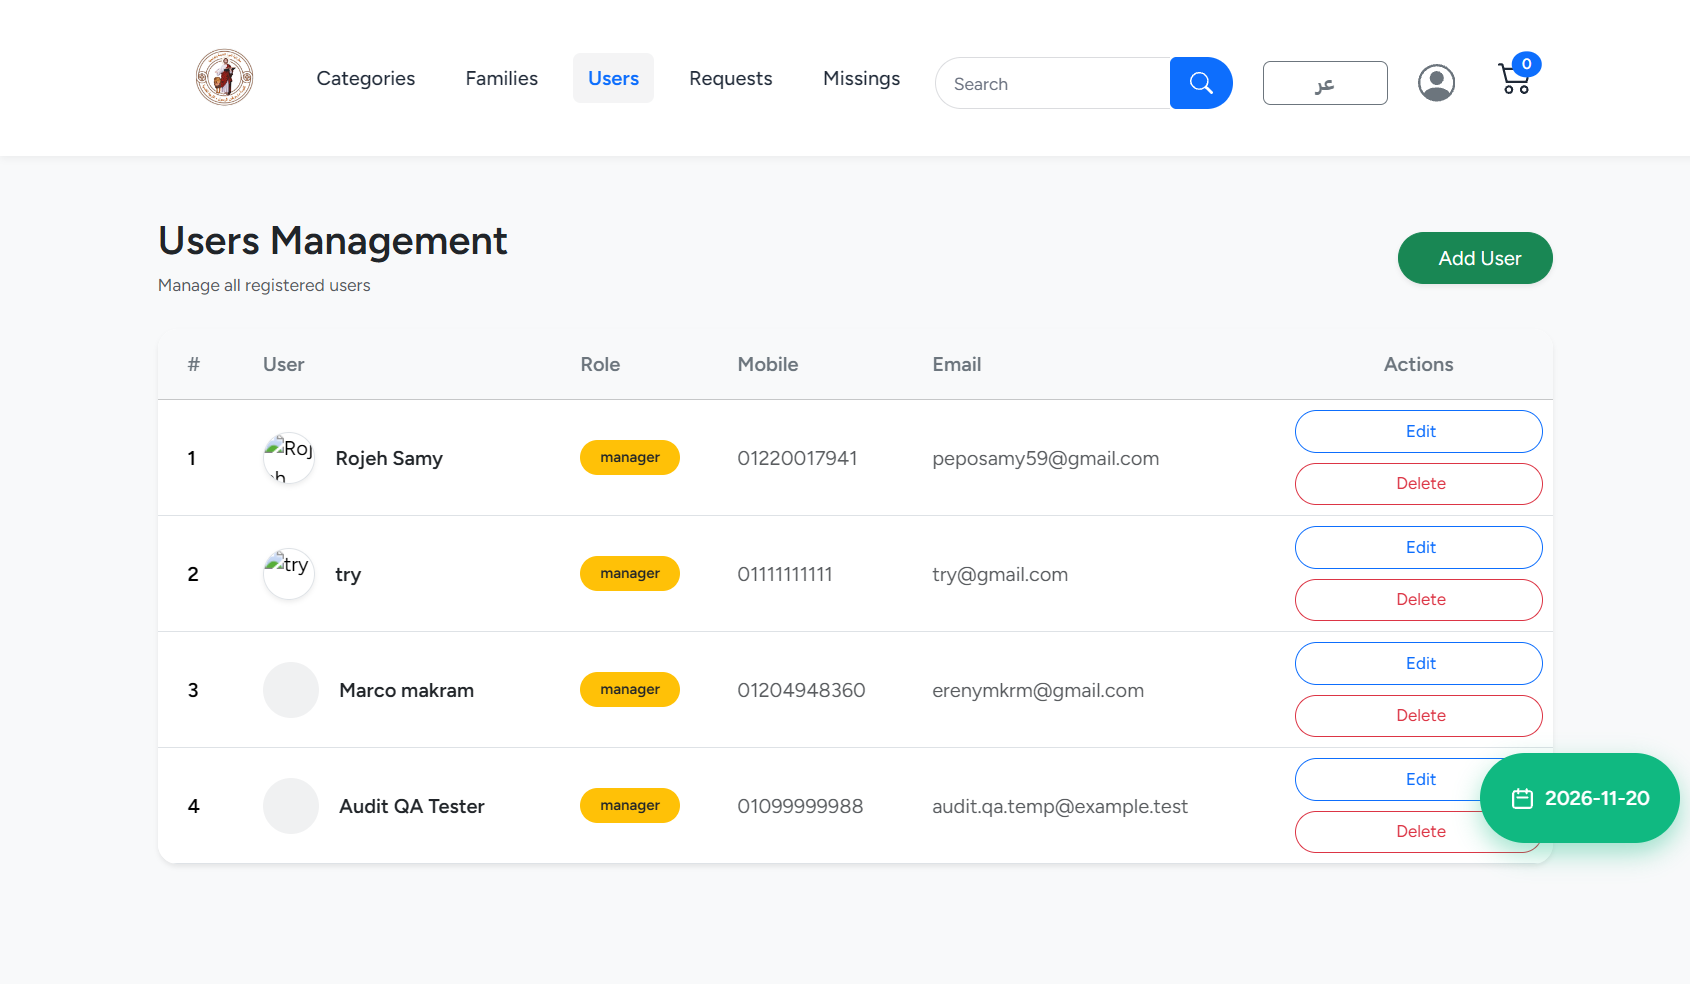 Categories Families Users Requests Missings Search عر 0
Users Management
Manage all registered users
Add User
# User Role Mobile Email Actions
1 Roj
eh Rojeh Samy manager 01220017941 peposamy59@gmail.com Edit
Delete
2 try try manager 01111111111 try@gmail.com Edit
Delete
3 Marco makram manager 01204948360 erenymkrm@gmail.com Edit
Delete
4 Audit QA Tester manager 01099999988 audit.qa.temp@example.test Edit
Delete
2026-11-20